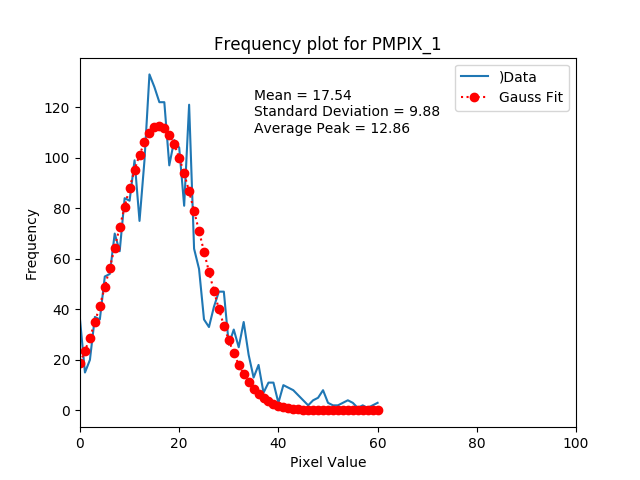 Frequency plot for PMPIX_1
)Data
Gauss Fit
Mean = 17.54
Standard Deviation = 9.88
Average Peak = 12.86
Frequency
120
100
80
60
40
20
0
0 20 40 60 80 100
Pixel Value